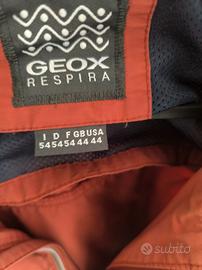 GEOX
RESPIRA
I D F GB USA
54 54 54 44 44
subito